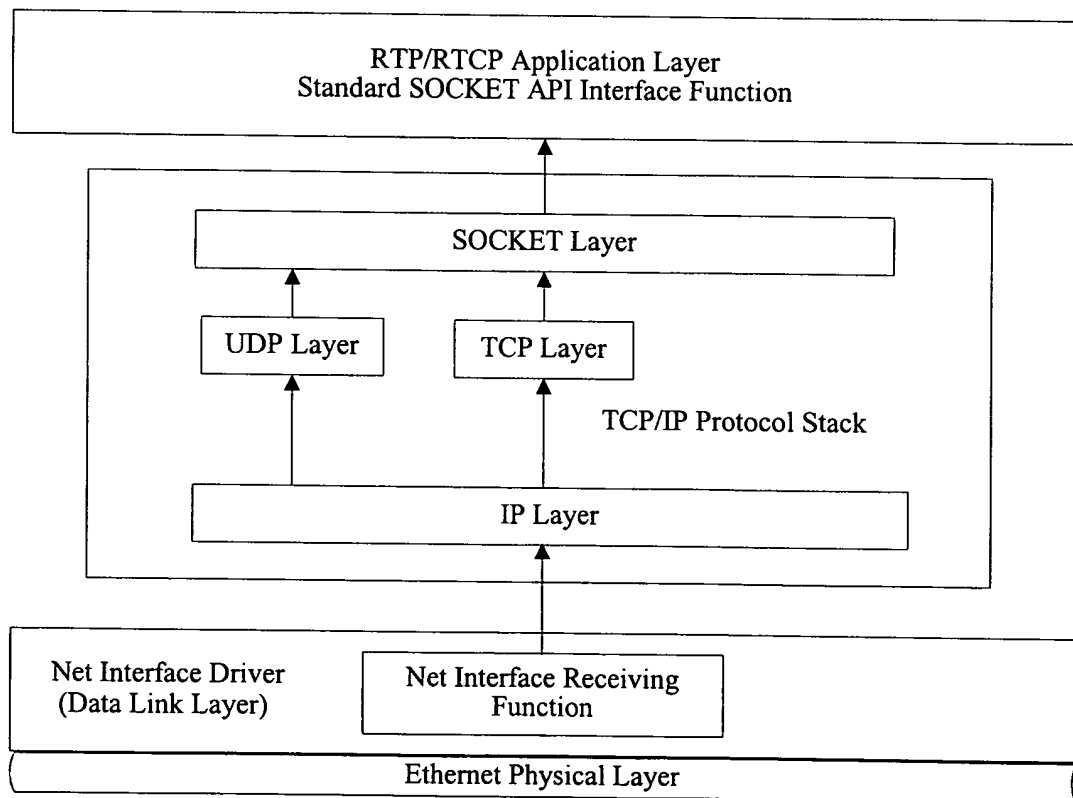 RTP/RTCP Application Layer
Standard SOCKET API Interface Function
SOCKET Layer
UDP Layer
TCP Layer
TCP/IP Protocol Stack
IP Layer
Net Interface Driver
(Data Link Layer)
Net Interface Receiving
Function
Ethernet Physical Layer